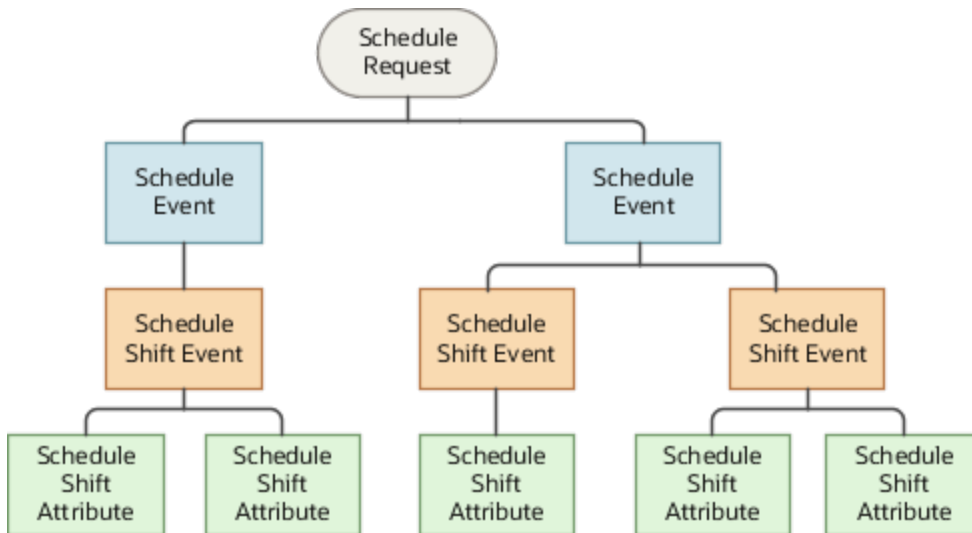 Schedule
Request
Schedule
Event
Schedule
Event
Schedule
Shift Event
Schedule
Shift Event
Schedule
Shift Event
Schedule
Shift
Attribute
Schedule
Shift
Attribute
Schedule
Shift
Attribute
Schedule
Shift
Attribute
Schedule
Shift
Attribute